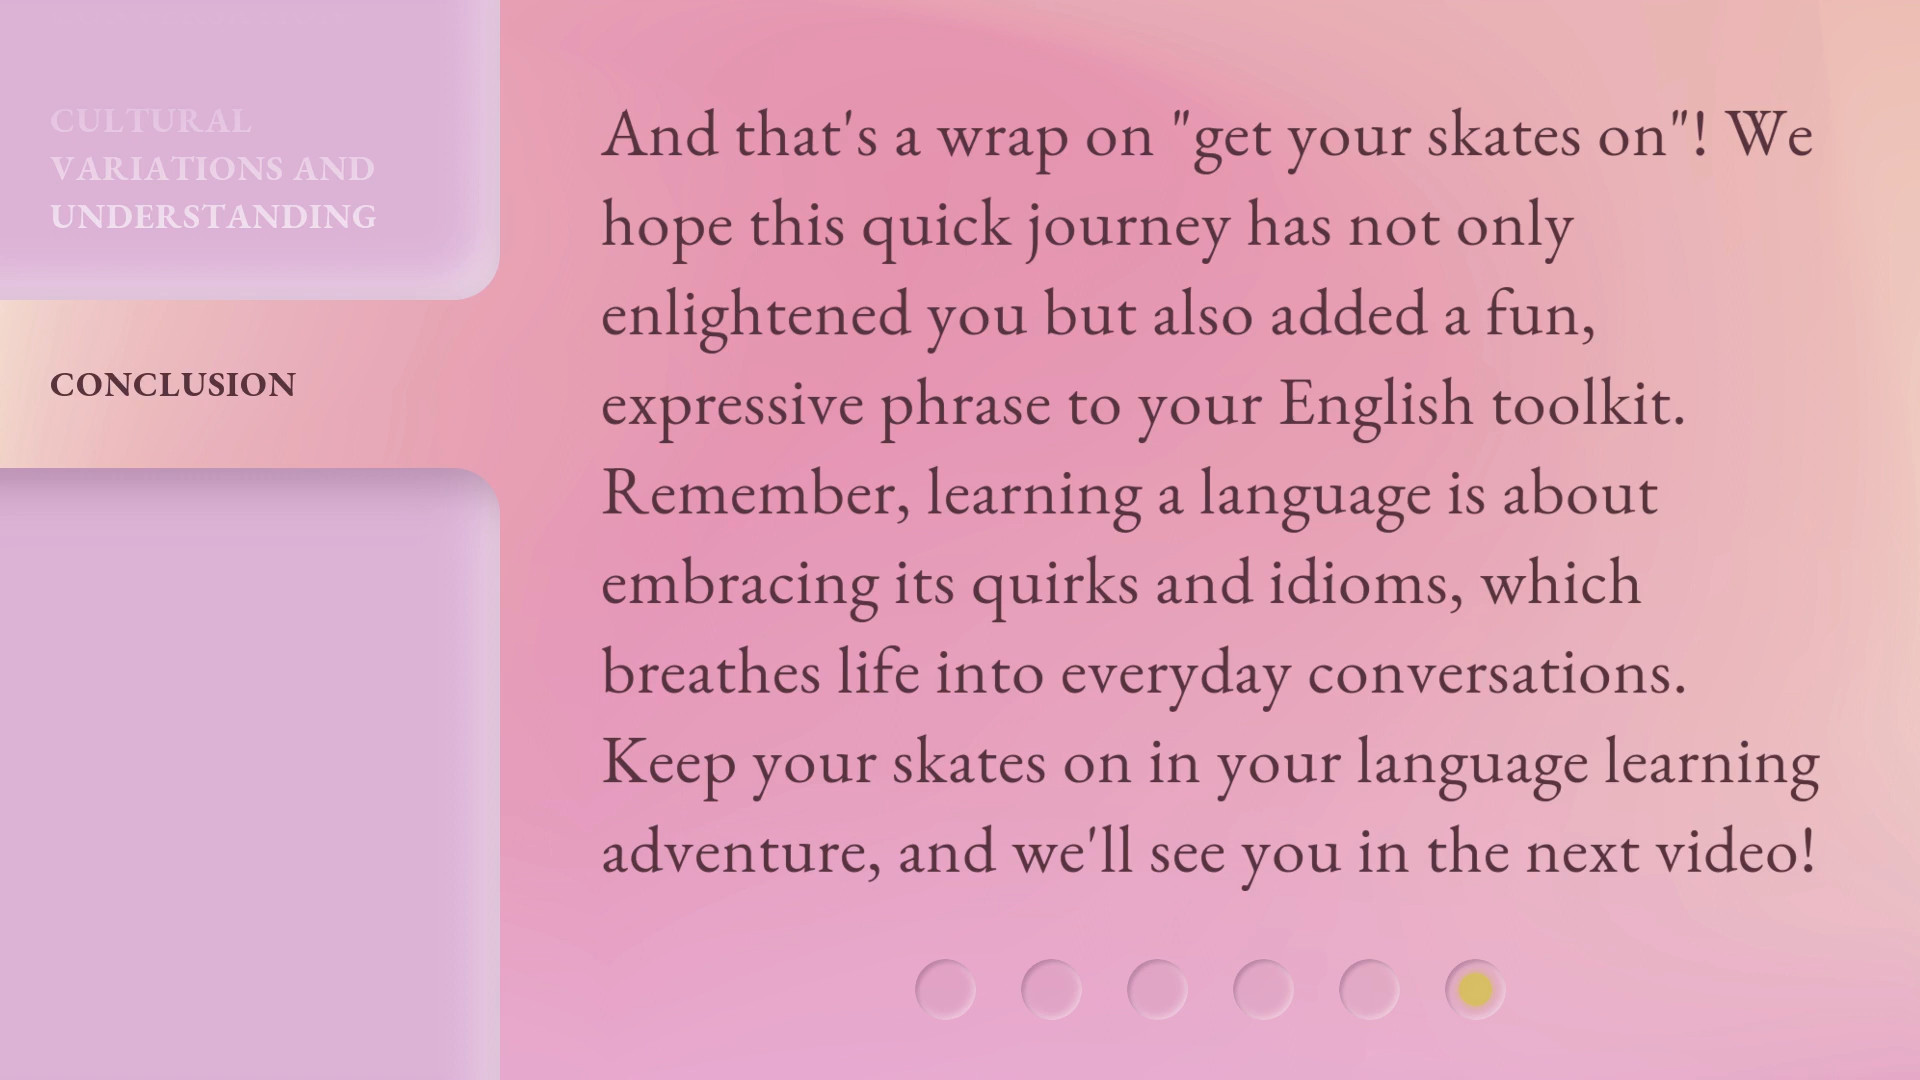 CULTURAL
VARIATIONS AND
UNDERSTANDING
CONCLUSION
And that's a wrap on "get your skates on"! We
hope this quick journey has not only
enlightened you but also added a fun,
expressive phrase to your English toolkit.
Remember, learning a language is about
embracing its quirks and idioms, which
breathes life into everyday conversations.
Keep your skates on in your language learning
adventure, and we'll see you in the next video!